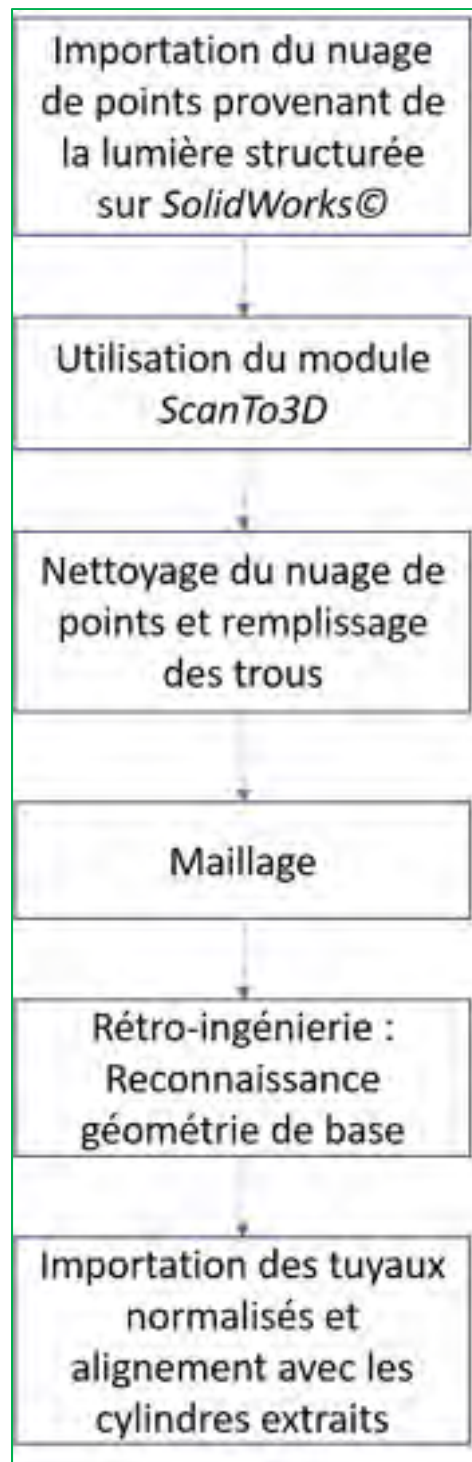 Importation du nuage
de points provenant de
la lumière structurée
sur SolidWorks©
Utilisation du module
ScanTo3D
Nettoyage du nuage de
points et remplissage
des trous
Maillage
Rétro-ingénierie :
Reconnaissance
géométrie de base
Importation des tuyaux
normalisés et
alignement avec les
cylindres extraits